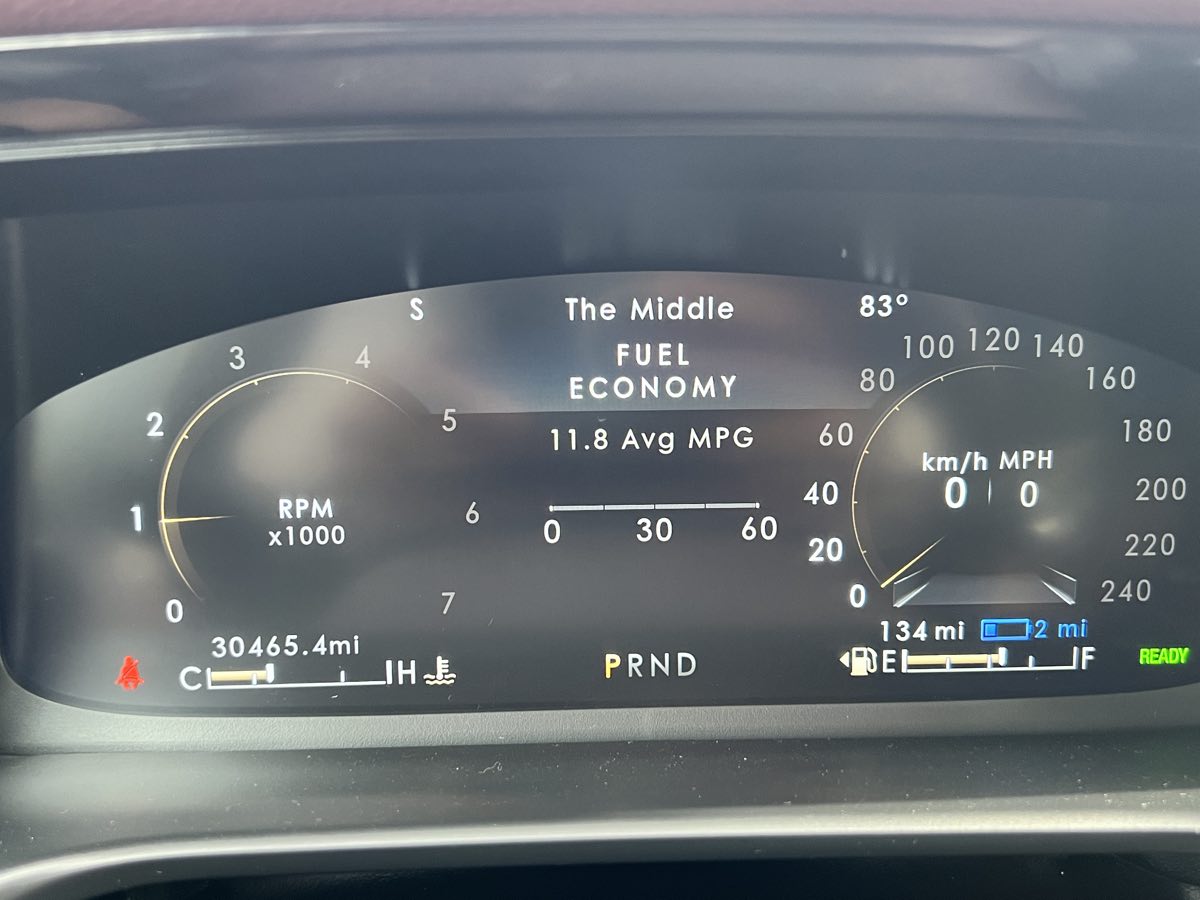 S The Middle 83°
FUEL
ECONOMY
11.8 Avg MPG
0 30 60
0 1 2 3 4 5 6 7
RPM
x1000
0 20 40 60 80 100 120 140 160 180 200 220 240
km/h MPH
0 0
30465.4mi
C H
PRND
134 mi 2 mi
E F
READY